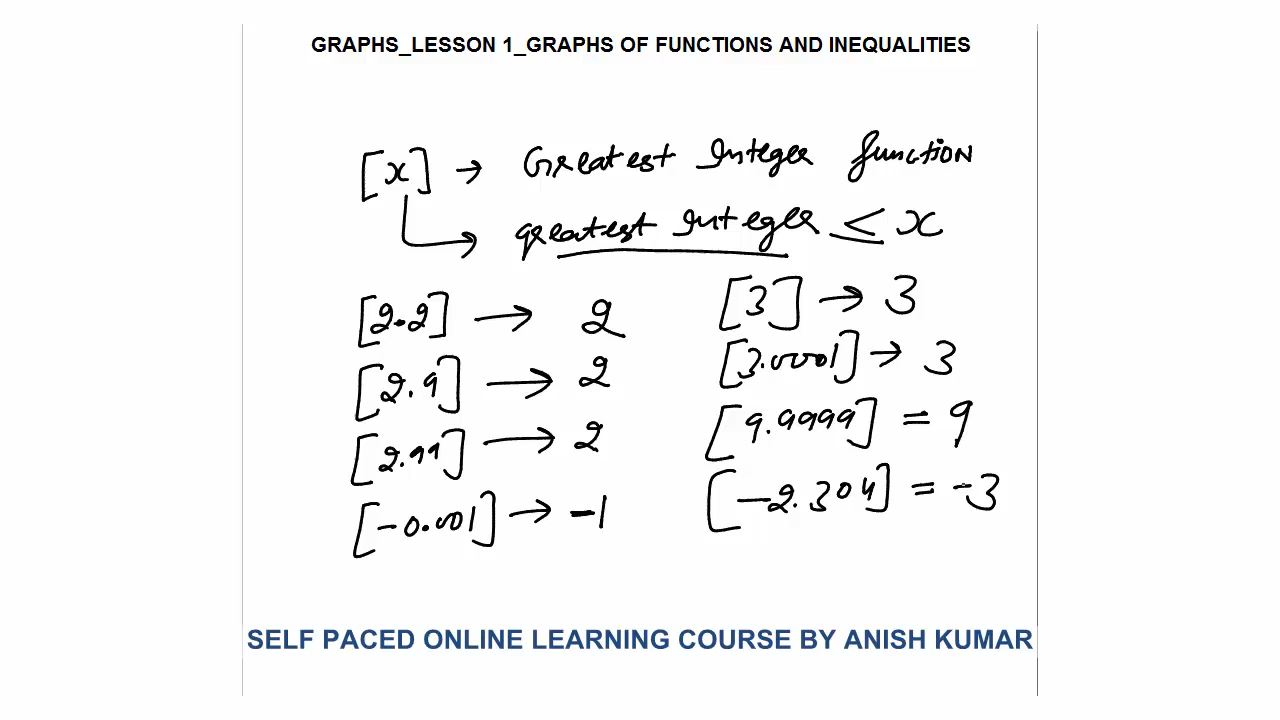 GRAPHS_LESSON 1_GRAPHS OF FUNCTIONS AND INEQUALITIES
[x] → Greatest Integer function
→ greatest Integer ≤ x
[2.2] → 2
[2.9] → 2
[2.99] → 2
[-0.001] → -1
[3] → 3
[3.0001] → 3
[9.9999] = 9
[-2.304] = -3
SELF PACED ONLINE LEARNING COURSE BY ANISH KUMAR